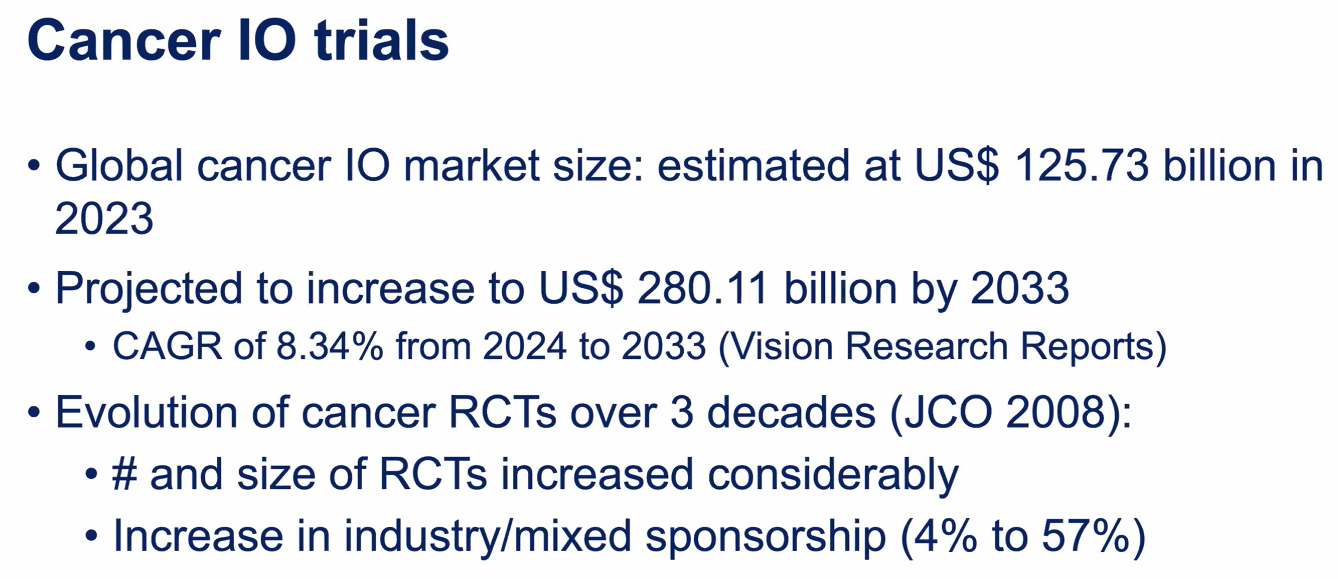 Cancer IO trials
• Global cancer IO market size: estimated at US$ 125.73 billion in
2023
• Projected to increase to US$ 280.11 billion by 2033
• CAGR of 8.34% from 2024 to 2033 (Vision Research Reports)
• Evolution of cancer RCTs over 3 decades (JCO 2008):
• # and size of RCTs increased considerably
• Increase in industry/mixed sponsorship (4% to 57%)